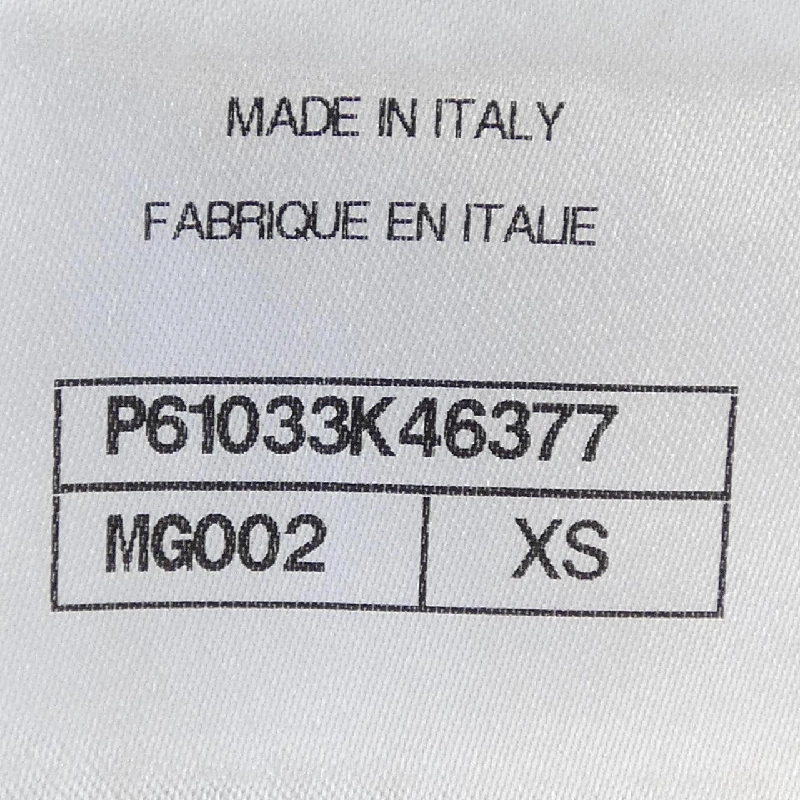 MADE IN ITALY
FABRIQUE EN ITALIE
P61033K46377
MG002 XS